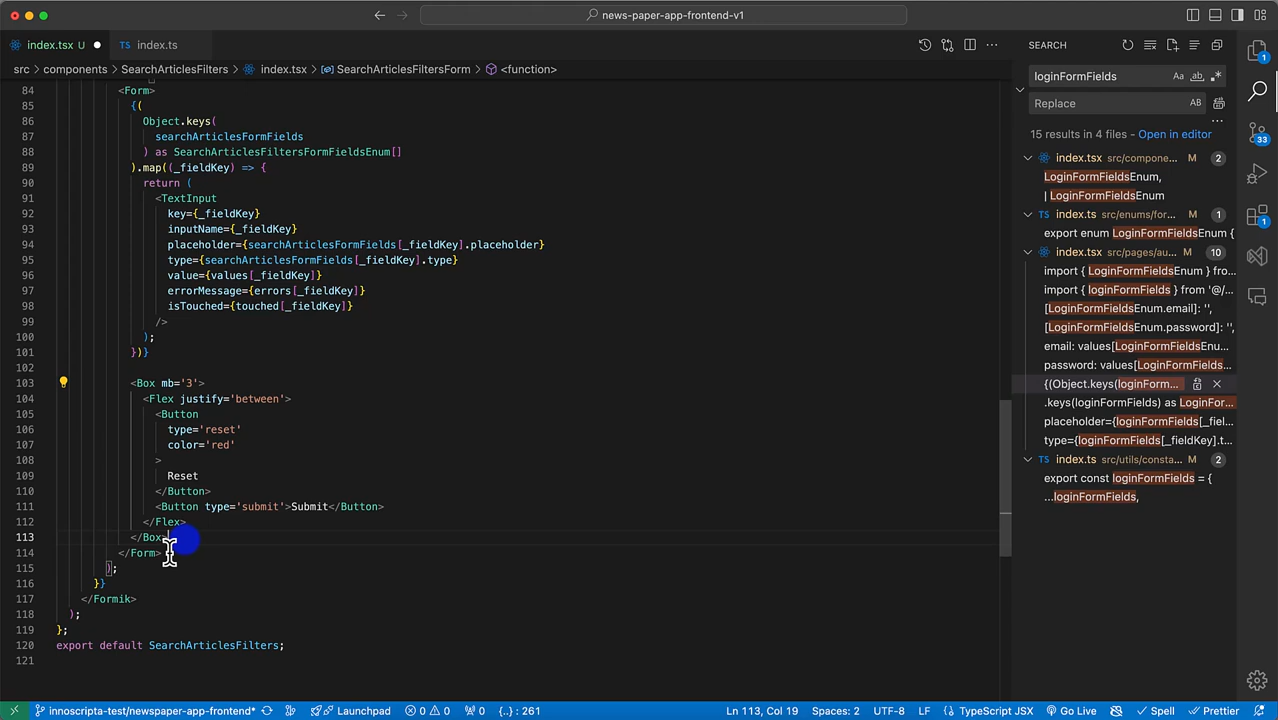 news-paper-app-frontend-v1
index.tsx U
TS index.ts
SEARCH
src > components > SearchArticlesFilters > index.tsx > SearchArticlesFiltersForm > <function>
loginFormFields
Aa ab .*
Replace
AB
15 results in 4 files - Open in editor
84 <Form>
85 {(
86 Object.keys(
87 searchArticlesFormFields
88 ) as SearchArticlesFiltersFormFieldsEnum[]
89 ).map((_fieldKey) => {
90 return (
91 <TextInput
92 key={_fieldKey}
93 inputName={_fieldKey}
94 placeholder={searchArticlesFormFields[_fieldKey].placeholder}
95 type={searchArticlesFormFields[_fieldKey].type}
96 value={values[_fieldKey]}
97 errorMessage={errors[_fieldKey]}
98 isTouched={touched[_fieldKey]}
99 />
100 );
101 })}
102
103 <Box mb='3'>
104 <Flex justify='between'>
105 <Button
106 type='reset'
107 color='red'
108 >
109 Reset
110 </Button>
111 <Button type='submit'>Submit</Button>
112 </Flex>
113 </Box>
114 </Form>
115 );
116 }}
117 </Formik>
118 );
119 };
120 export default SearchArticlesFilters;
121
index.tsx src/compone... M 2
LoginFormFieldsEnum,
| LoginFormFieldsEnum
TS index.ts src/enums/for... M 1
export enum LoginFormFieldsEnum {
index.tsx src/pages/au... M 10
import { LoginFormFieldsEnum } fro...
import { loginFormFields } from '@/...
[LoginFormFieldsEnum.email]: '',
[LoginFormFieldsEnum.password]: '',
email: values[LoginFormFieldsEnu...
password: values[LoginFormFields...
{(Object.keys(loginForm...
.keys(loginFormFields) as LoginFor...
placeholder={loginFormFields[_fiel...
type={loginFormFields[_fieldKey].t...
TS index.ts src/utils/consta... M 2
export const loginFormFields = {
...loginFormFields,
1
33
1
innoscripta-test/newspaper-app-frontend*
Launchpad
0 0
0
{..} : 261
Ln 113, Col 19
Spaces: 2
UTF-8
LF
{} TypeScript JSX
Go Live
Spell
Prettier